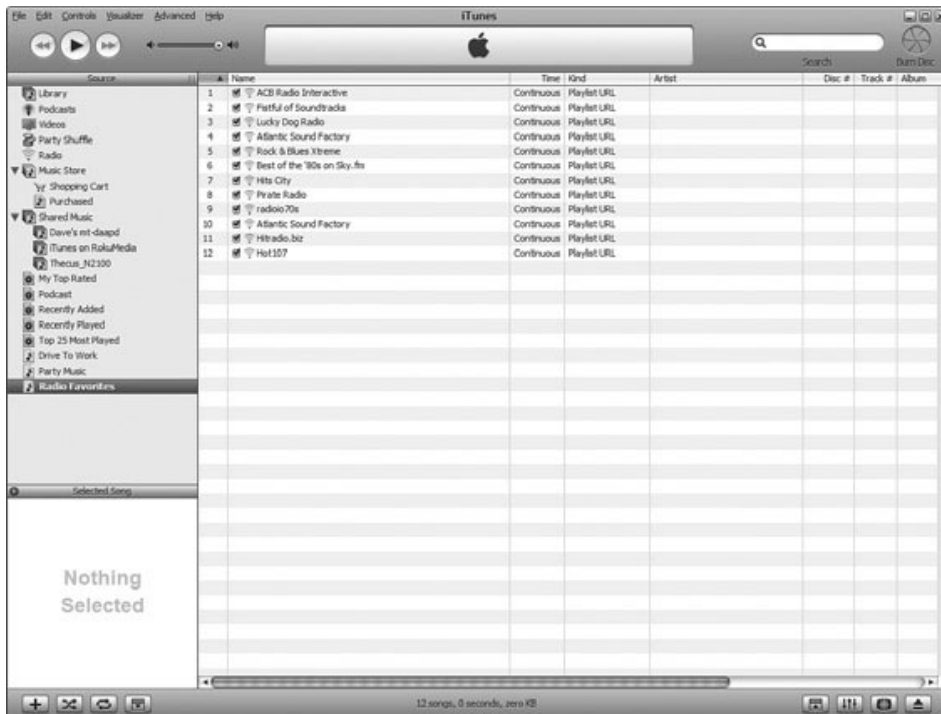 File Edit Controls Visualizer Advanced Help
iTunes
Search
Burn Disc
Source
Library
Podcasts
Videos
Party Shuffle
Radio
Music Store
Shopping Cart
Purchased
Shared Music
Dave's mt-daapd
iTunes on RokuMedia
Thecus_N2100
My Top Rated
Podcast
Recently Added
Recently Played
Top 25 Most Played
Drive To Work
Party Music
Radio Favorites
Selected Song
Nothing
Selected
Name Time Kind Artist Disc # Track # Album
1 ACB Radio Interactive Continuous Playlist URL
2 Fistful of Soundtracks Continuous Playlist URL
3 Lucky Dog Radio Continuous Playlist URL
4 Atlantic Sound Factory Continuous Playlist URL
5 Rock & Blues Xtreme Continuous Playlist URL
6 Best of the '80s on Sky.fm Continuous Playlist URL
7 Hits City Continuous Playlist URL
8 Pirate Radio Continuous Playlist URL
9 radioio70s Continuous Playlist URL
10 Atlantic Sound Factory Continuous Playlist URL
11 Hitradio.biz Continuous Playlist URL
12 Hot107 Continuous Playlist URL
12 songs, 0 seconds, zero KB